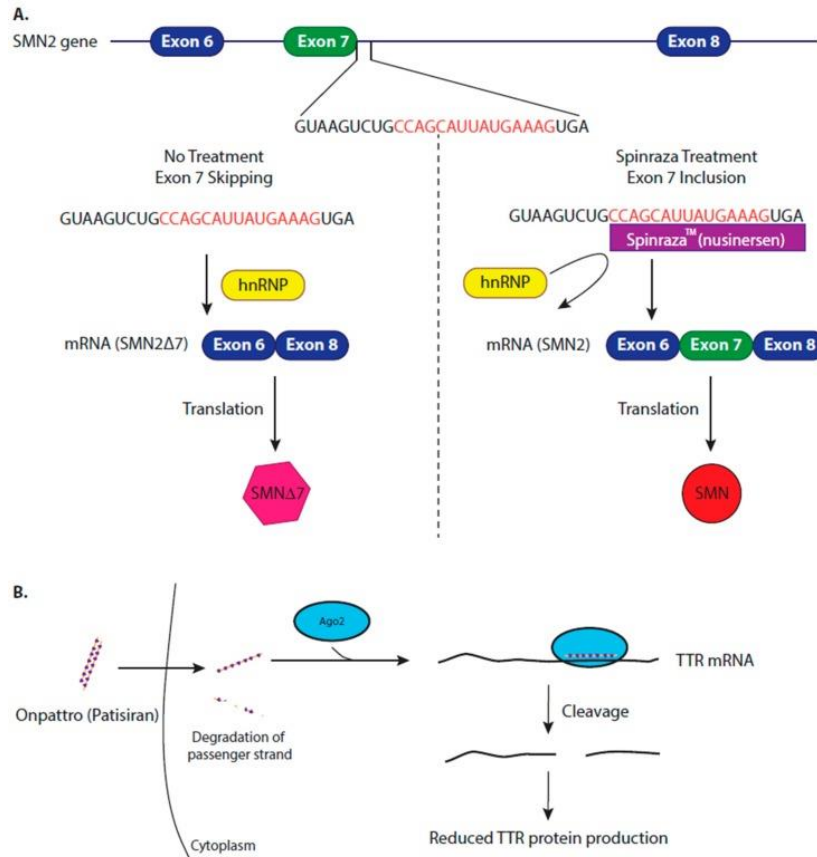 A.
SMN2 gene
Exon 6
Exon 7
Exon 8
GUAAGUCUGCCAGCAUUAUGAAAGUGA
No Treatment
Exon 7 Skipping
GUAAGUCUGCCAGCAUUAUGAAAGUGA
hnRNP
mRNA (SMN2Δ7)
Exon 6 Exon 8
Translation
SMNΔ7
Spinraza Treatment
Exon 7 Inclusion
GUAAGUCUGCCAGCAUUAUGAAAGUGA
Spinraza™ (nusinersen)
hnRNP
mRNA (SMN2)
Exon 6 Exon 7 Exon 8
Translation
SMN
B.
Onpattro (Patisiran)
Cytoplasm
Degradation of
passenger strand
Ago2
TTR mRNA
Cleavage
Reduced TTR protein production